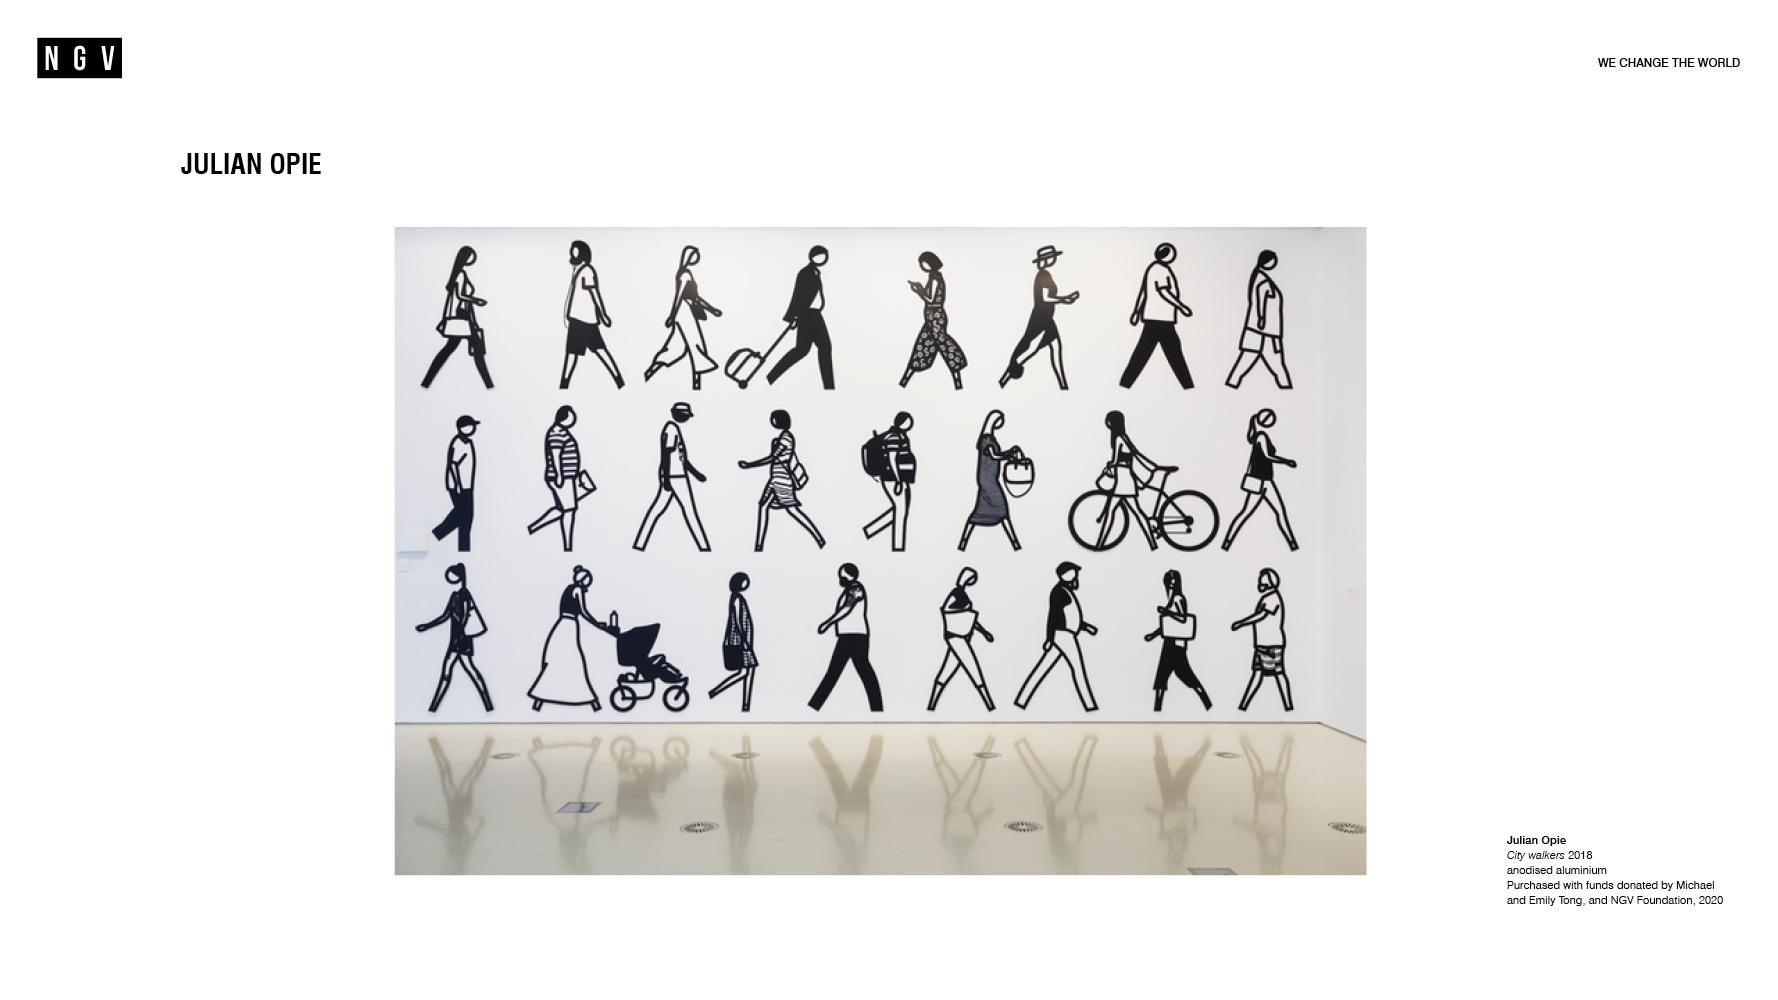 NGV
WE CHANGE THE WORLD
JULIAN OPIE
Julian Opie
City walkers 2018
anodised aluminium
Purchased with funds donated by Michael
and Emily Tong, and NGV Foundation, 2020